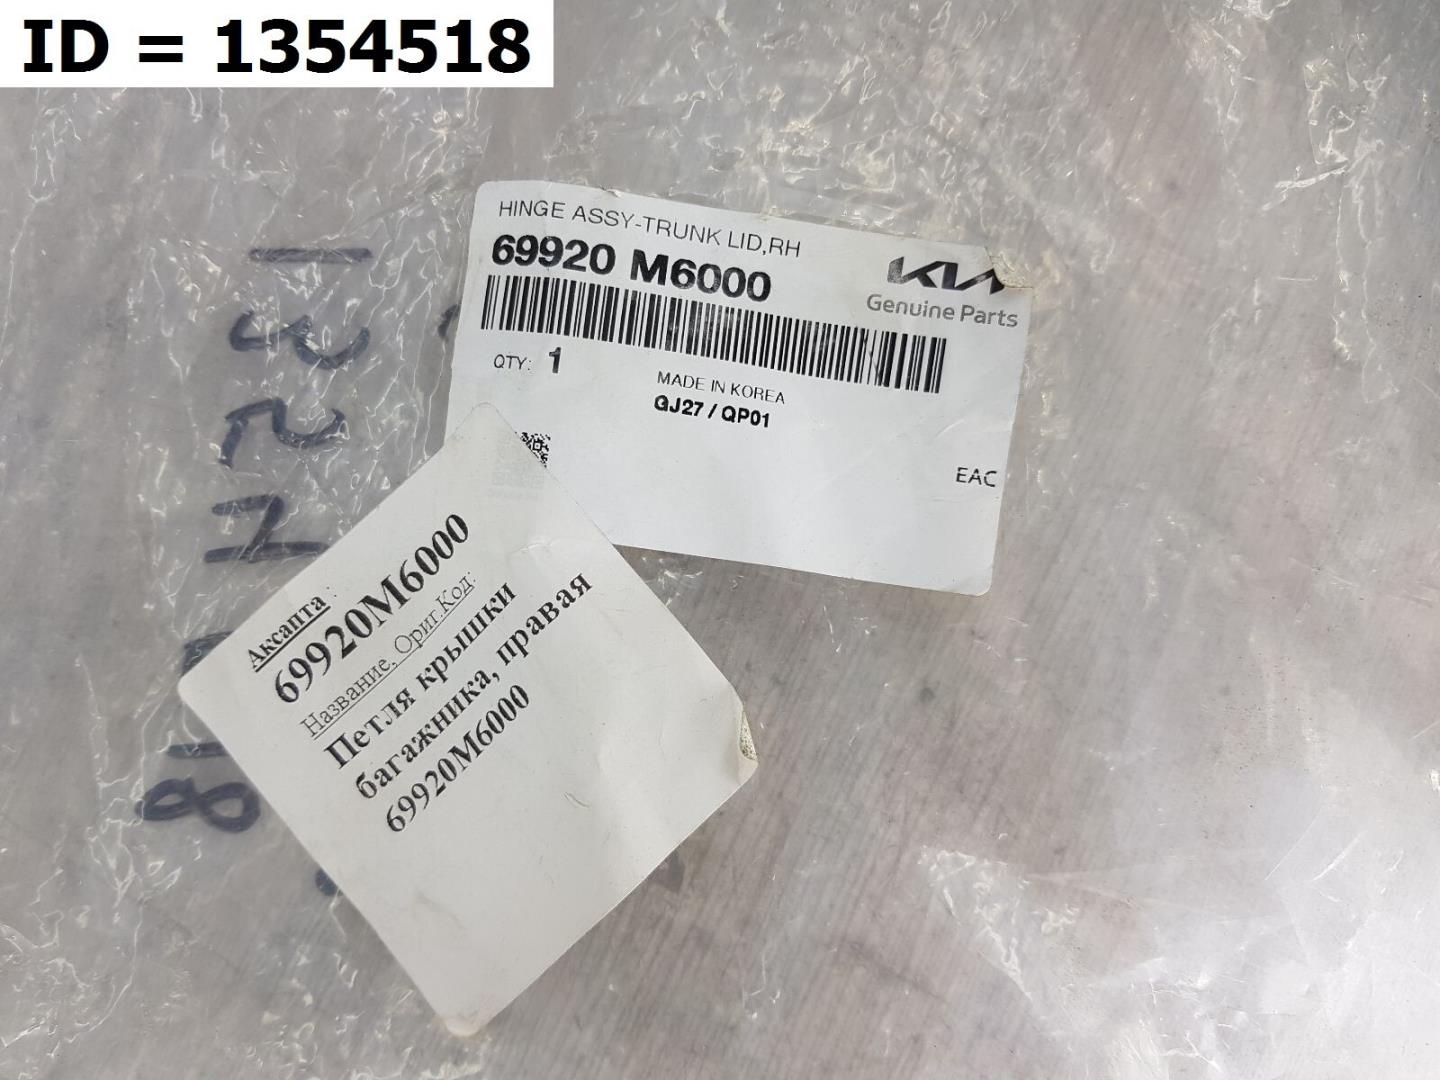 ID = 1354518
HINGE ASSY-TRUNK LID,RH
69920 M6000
KIA
Genuine Parts
QTY: 1
MADE IN KOREA
GJ27 / QP01
EAC
Аксапта :
69920M6000
Название, Ориг.Код:
Петля крышки
багажника, правая
69920M6000